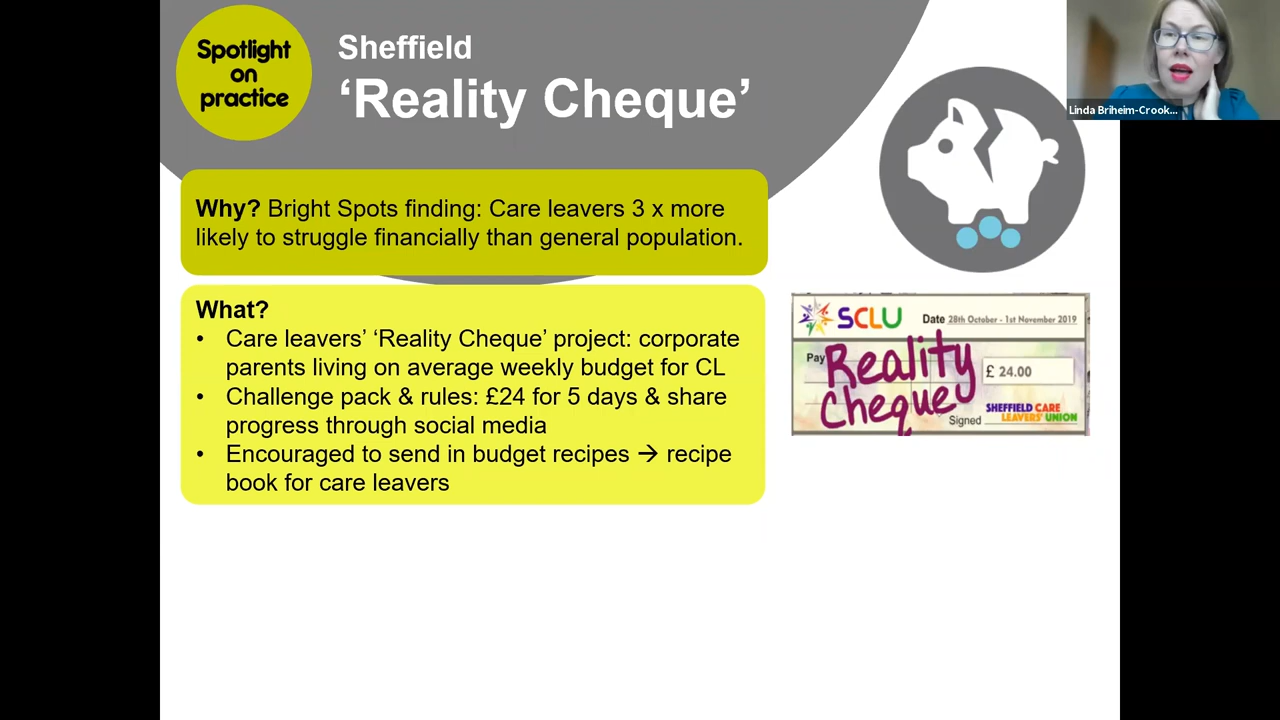 Spotlight
on
practice
Sheffield
‘Reality Cheque’
Linda Briheim-Crook...
Why? Bright Spots finding: Care leavers 3 x more
likely to struggle financially than general population.
What?
• Care leavers’ ‘Reality Cheque’ project: corporate
parents living on average weekly budget for CL
• Challenge pack & rules: £24 for 5 days & share
progress through social media
• Encouraged to send in budget recipes → recipe
book for care leavers
SCLU
Date 28th October - 1st November 2019
Pay Reality
Cheque
£ 24.00
Signed
SHEFFIELD CARE
LEAVERS' UNION